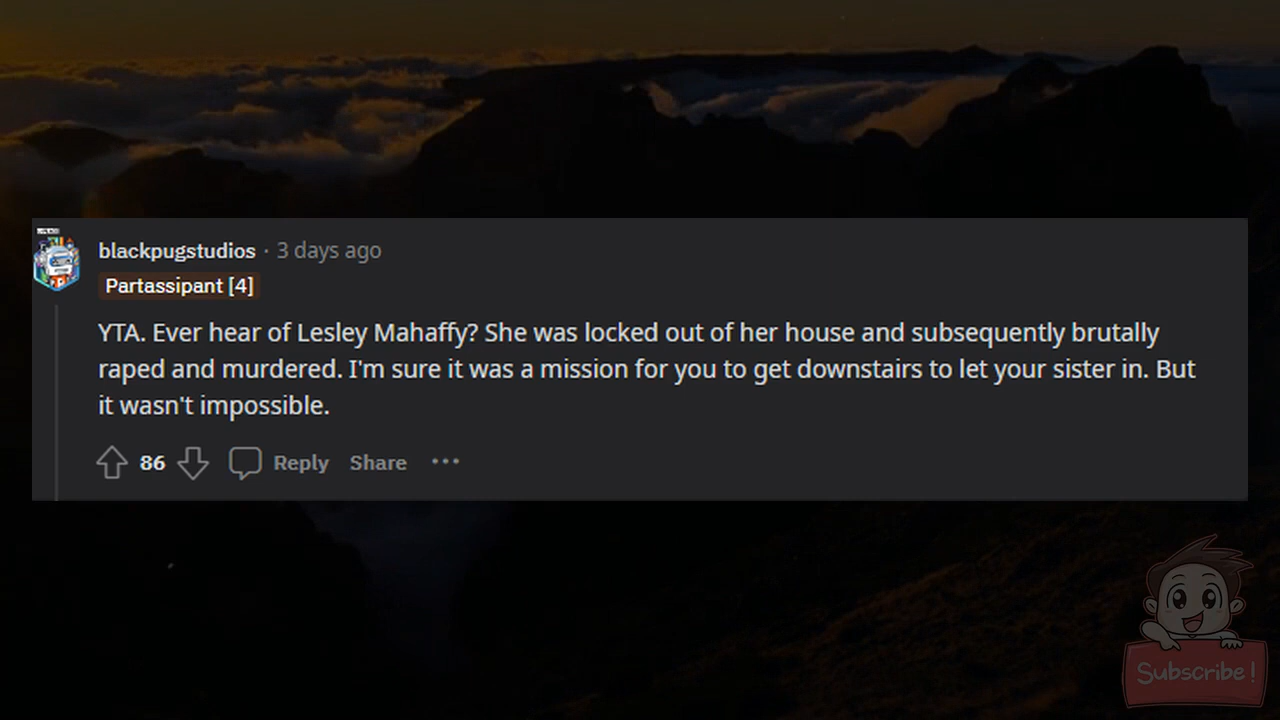 blackpugstudios · 3 days ago
Partassipant [4]
YTA. Ever hear of Lesley Mahaffy? She was locked out of her house and subsequently brutally
raped and murdered. I'm sure it was a mission for you to get downstairs to let your sister in. But
it wasn't impossible.
86 Reply Share ···
Subscribe!